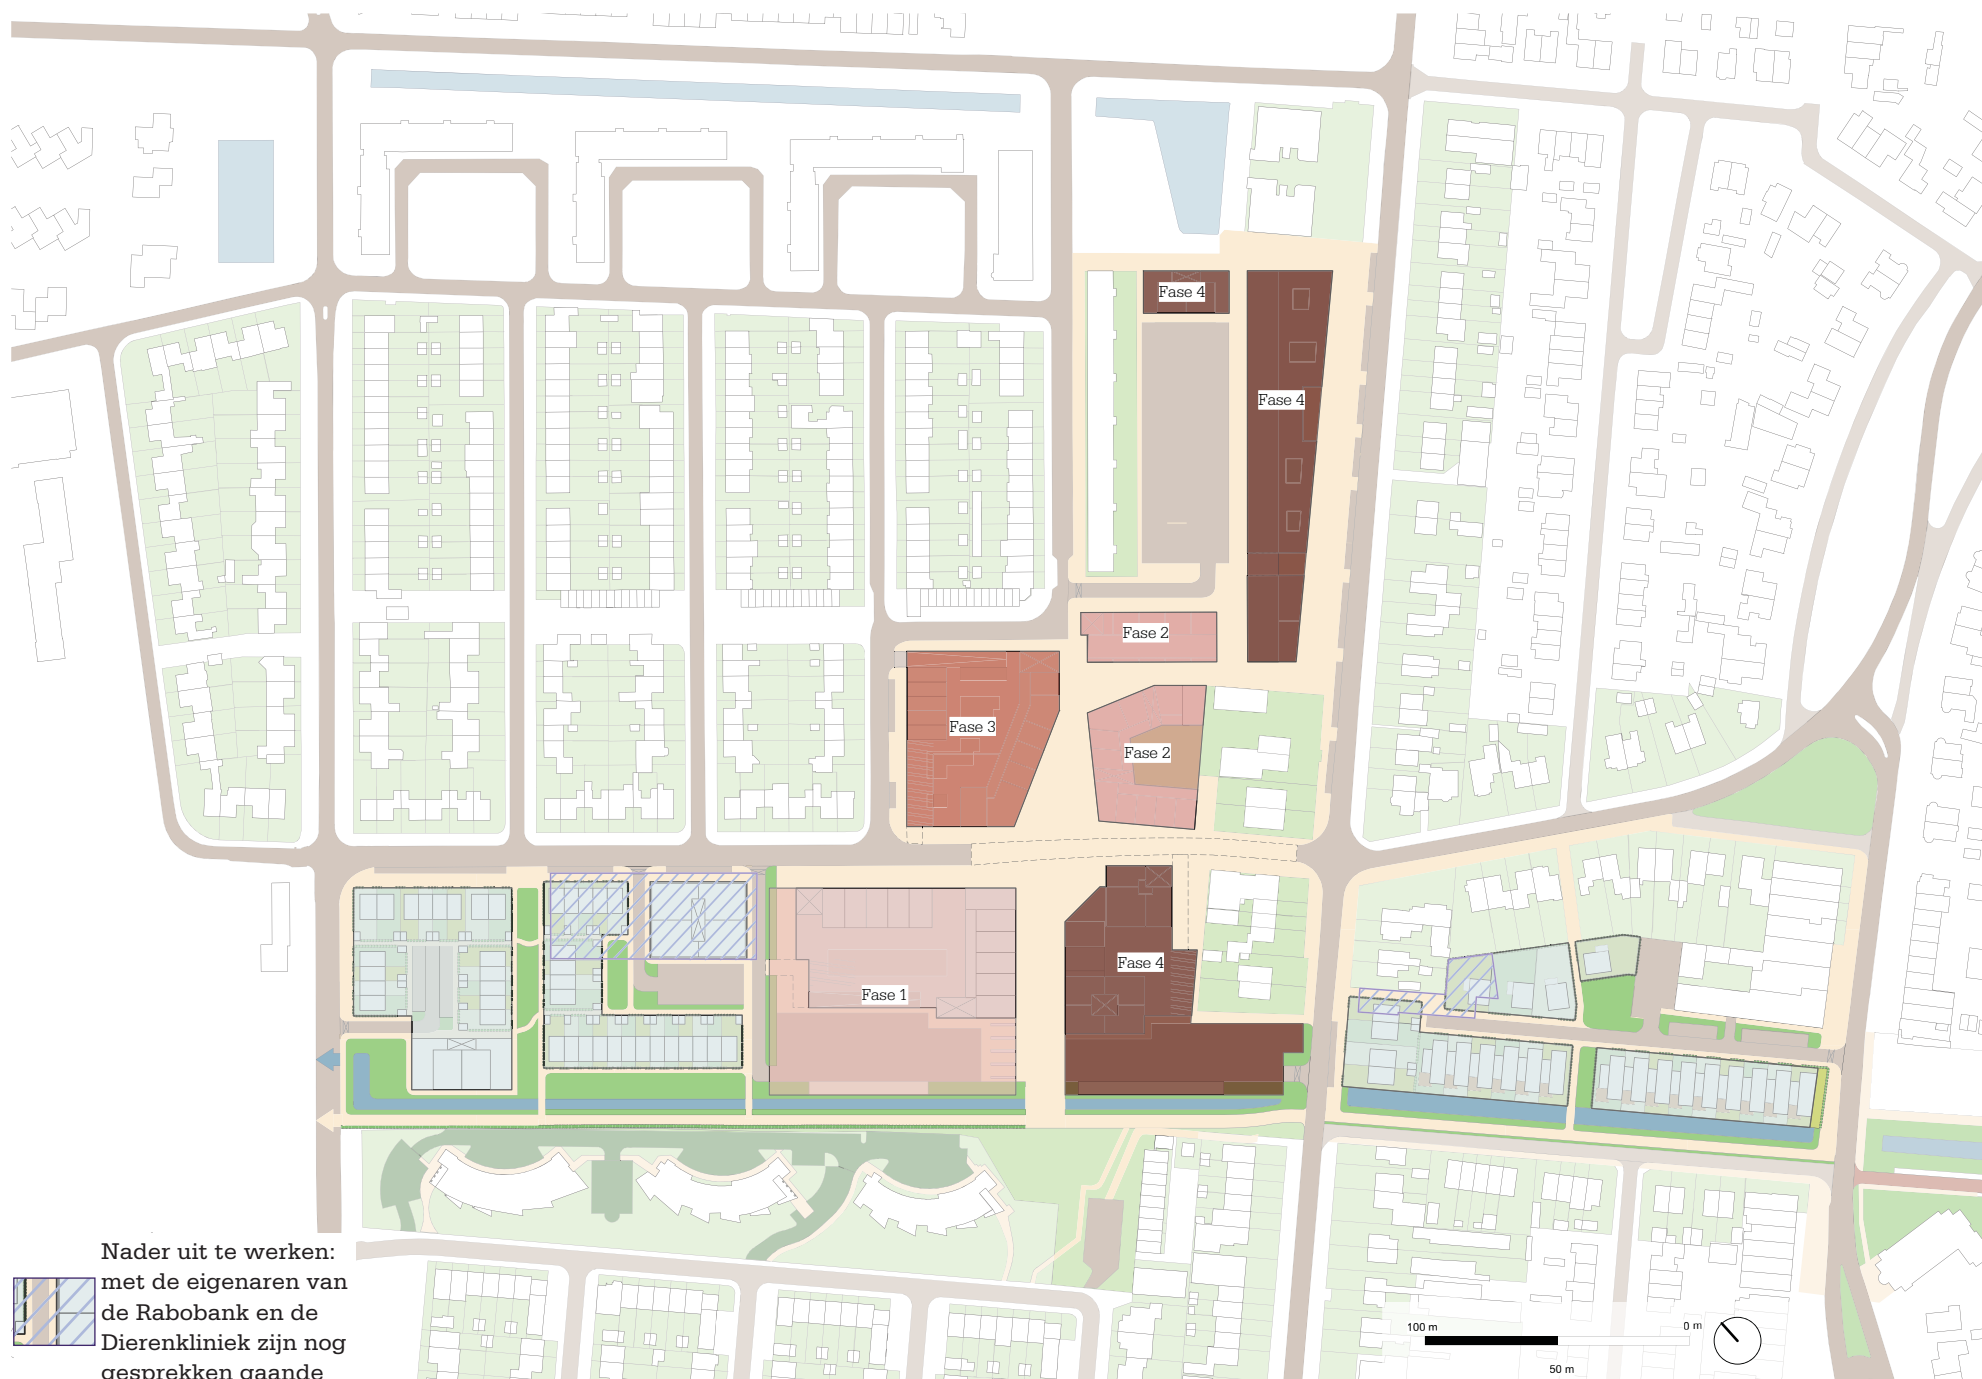 Fase 4
Fase 4
Fase 2
Fase 3
Fase 2
Fase 4
Fase 1
Nader uit te werken:
met de eigenaren van
de Rabobank en de
Dierenkliniek zijn nog
gesprekken gaande
100 m
0 m
50 m